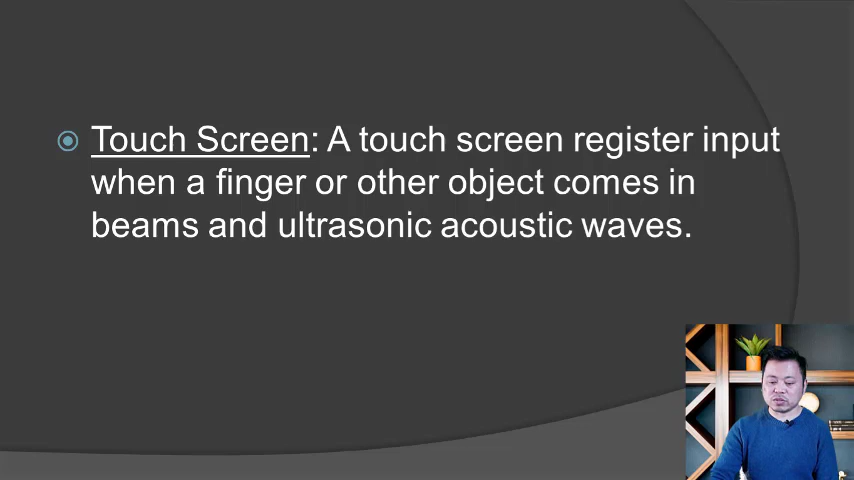 Touch Screen: A touch screen register input
when a finger or other object comes in
beams and ultrasonic acoustic waves.